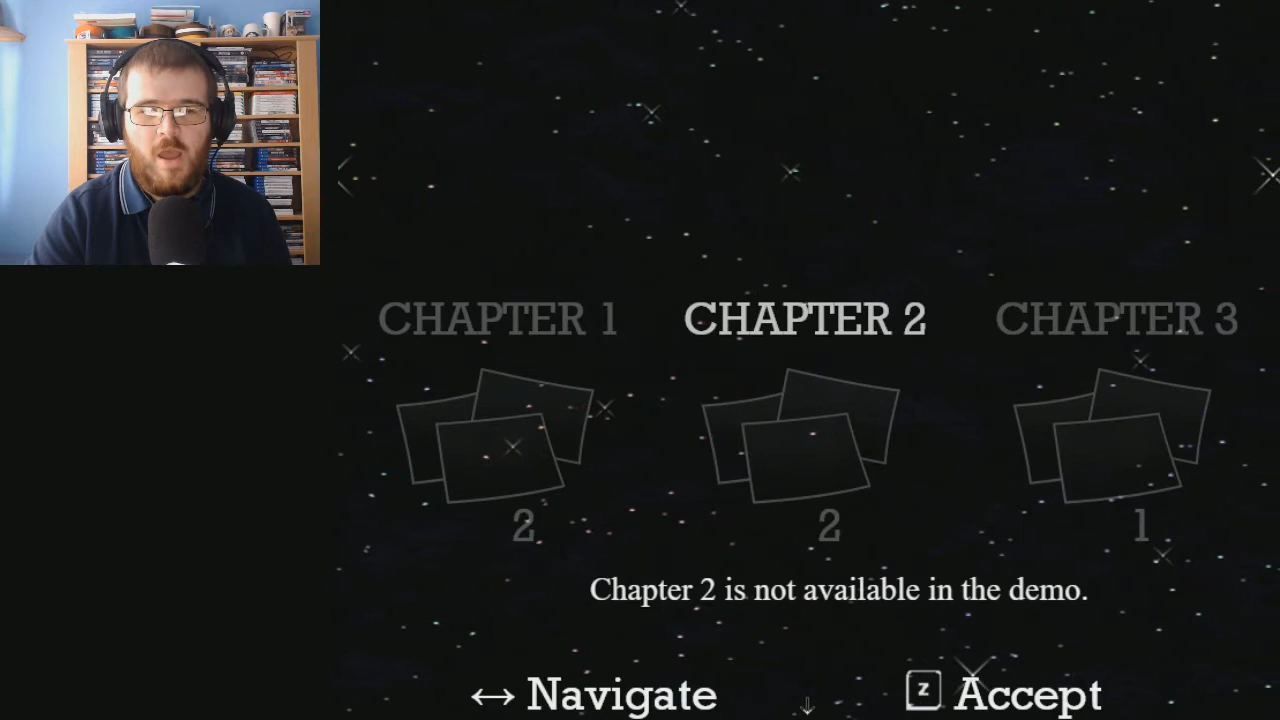 CHAPTER 1 CHAPTER 2 CHAPTER 3
2 2 1
Chapter 2 is not available in the demo.
↔ Navigate z Accept